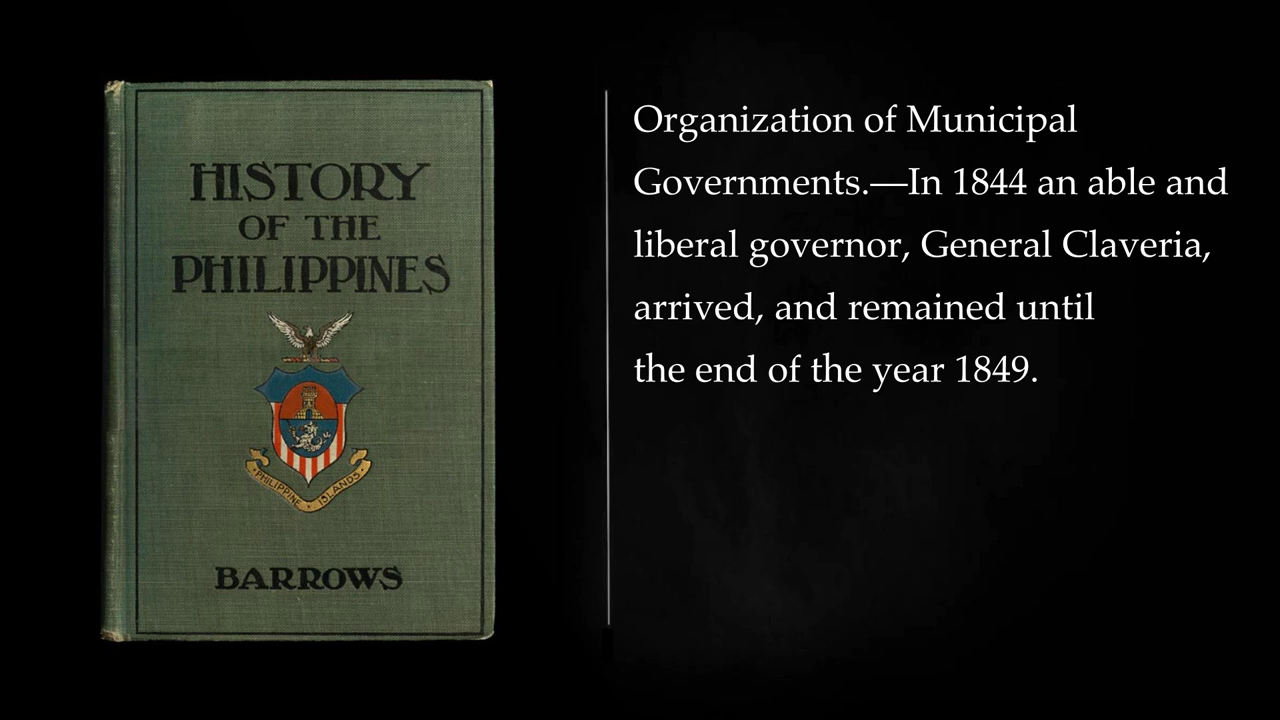 HISTORY
OF THE
PHILIPPINES
PHILIPPINE ISLANDS
BARROWS
Organization of Municipal
Governments.—In 1844 an able and
liberal governor, General Claveria,
arrived, and remained until
the end of the year 1849.